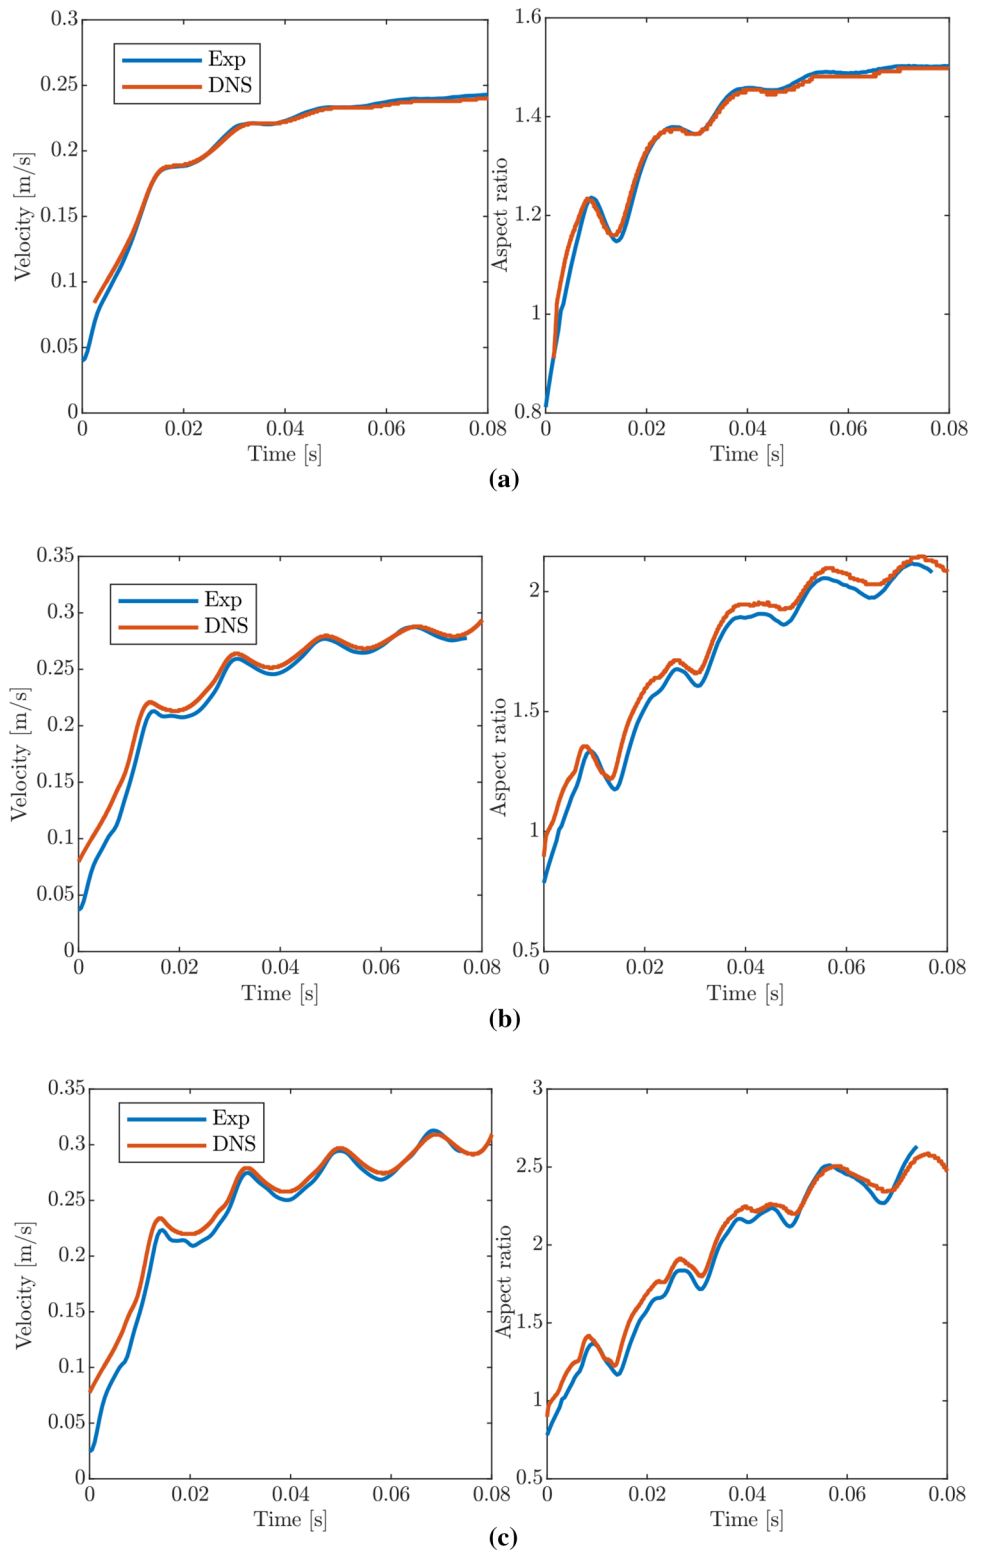 0.3
0.25
0.2
0.15
0.1
0.05
0
Velocity [m/s]
Exp
DNS
0 0.02 0.04 0.06 0.08
Time [s]
1.6
1.4
1.2
1
0.8
Aspect ratio
0 0.02 0.04 0.06 0.08
Time [s]
(a)
0.35
0.3
0.25
0.2
0.15
0.1
0.05
0
Velocity [m/s]
Exp
DNS
0 0.02 0.04 0.06 0.08
Time [s]
2
1.5
1
0.5
Aspect ratio
0 0.02 0.04 0.06 0.08
Time [s]
(b)
0.35
0.3
0.25
0.2
0.15
0.1
0.05
0
Velocity [m/s]
Exp
DNS
0 0.02 0.04 0.06 0.08
Time [s]
3
2.5
2
1.5
1
0.5
Aspect ratio
0 0.02 0.04 0.06 0.08
Time [s]
(c)